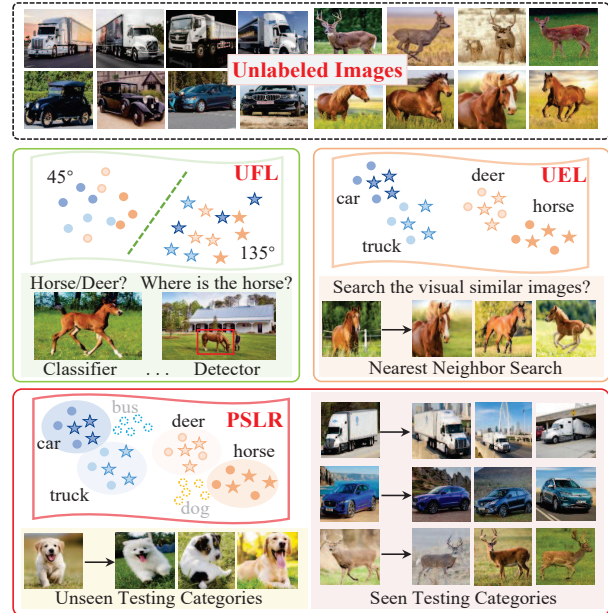 Unlabeled Images
UFL
45°
135°
Horse/Deer? Where is the horse?
Classifier . . . Detector
UEL
deer
car
horse
truck
Search the visual similar images?
Nearest Neighbor Search
PSLR
bus
deer
car
horse
truck
dog
Unseen Testing Categories
Seen Testing Categories